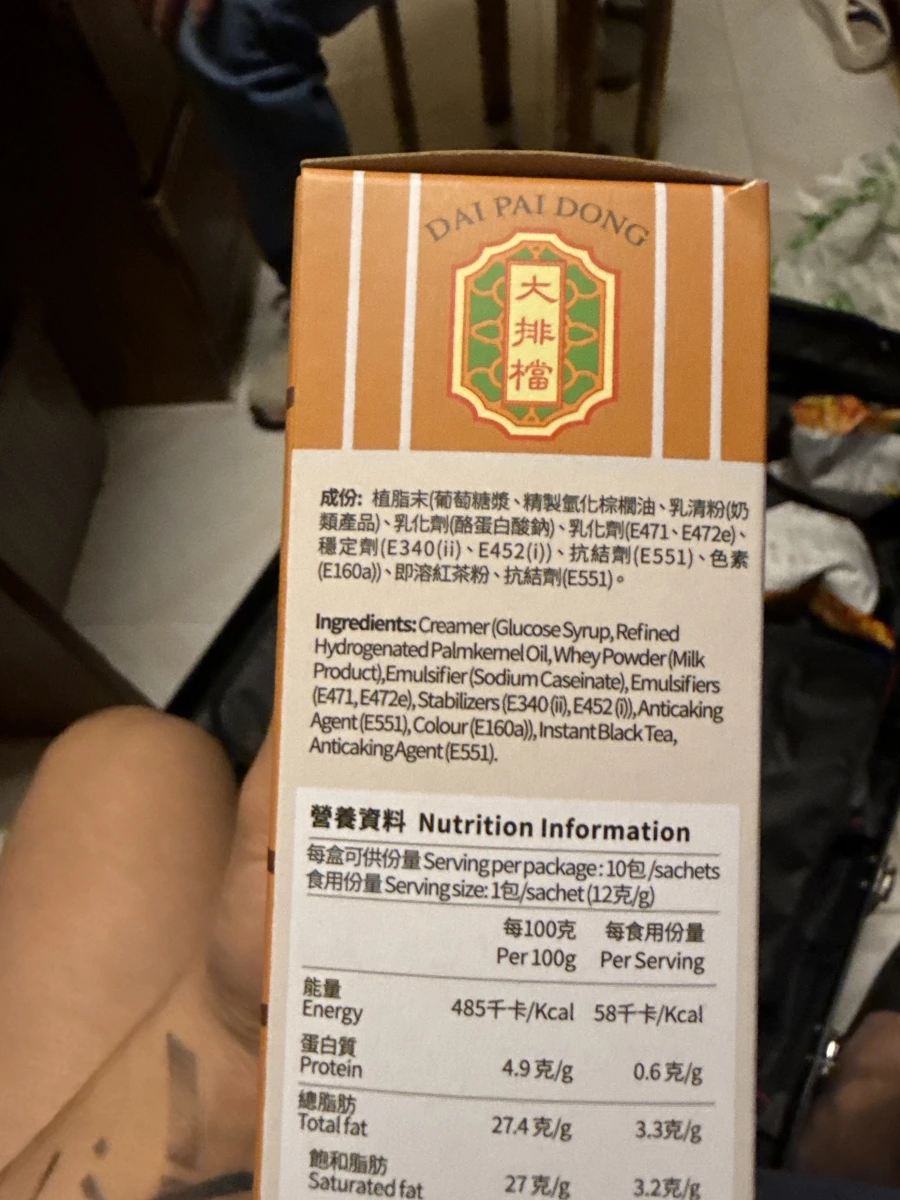 DAI PAI DONG
大
排
檔
成份: 植脂末(葡萄糖漿、精製氫化棕櫚油、乳清粉(奶
類產品)、乳化劑(酪蛋白酸鈉)、乳化劑(E471、E472e)、
穩定劑(E340(ii)、E452(i))、抗結劑(E551)、色素
(E160a))、即溶紅茶粉、抗結劑(E551)。
Ingredients: Creamer (Glucose Syrup, Refined
Hydrogenated Palmkernel Oil, Whey Powder (Milk
Product), Emulsifier (Sodium Caseinate), Emulsifiers
(E471, E472e), Stabilizers (E340 (ii), E452 (i)), Anticaking
Agent (E551), Colour (E160a)), Instant Black Tea,
Anticaking Agent (E551).
營養資料 Nutrition Information
每盒可供份量 Serving per package : 10包 /sachets
食用份量 Serving size: 1包/sachet (12克/g)
每100克 每食用份量
Per 100g Per Serving
能量
Energy 485千卡/Kcal 58千卡/Kcal
蛋白質
Protein 4.9 克/g 0.6 克/g
總脂肪
Total fat 27.4 克/g 3.3克/g
飽和脂肪
Saturated fat 27 克/g 3.2克/g